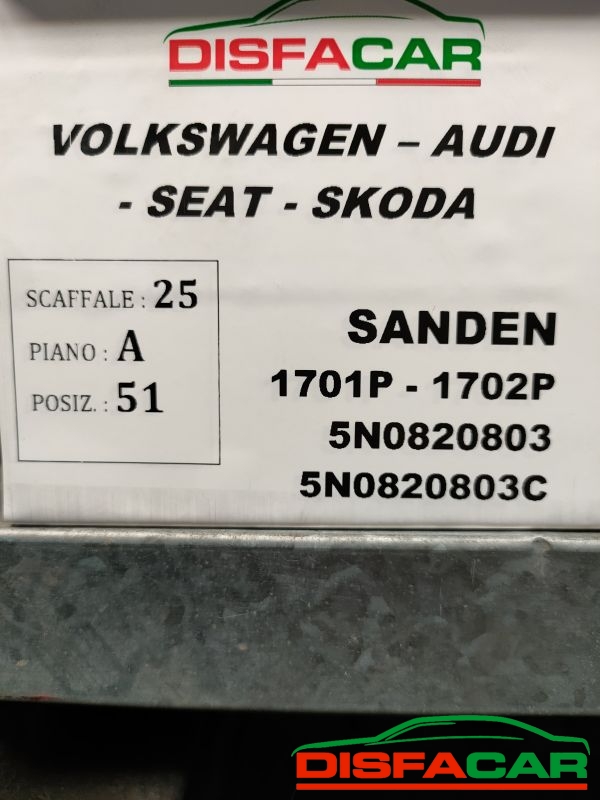 DISFACAR
VOLKSWAGEN – AUDI
- SEAT - SKODA
SCAFFALE : 25
PIANO : A
POSIZ. : 51
SANDEN
1701P - 1702P
5N0820803
5N0820803C
DISFACAR